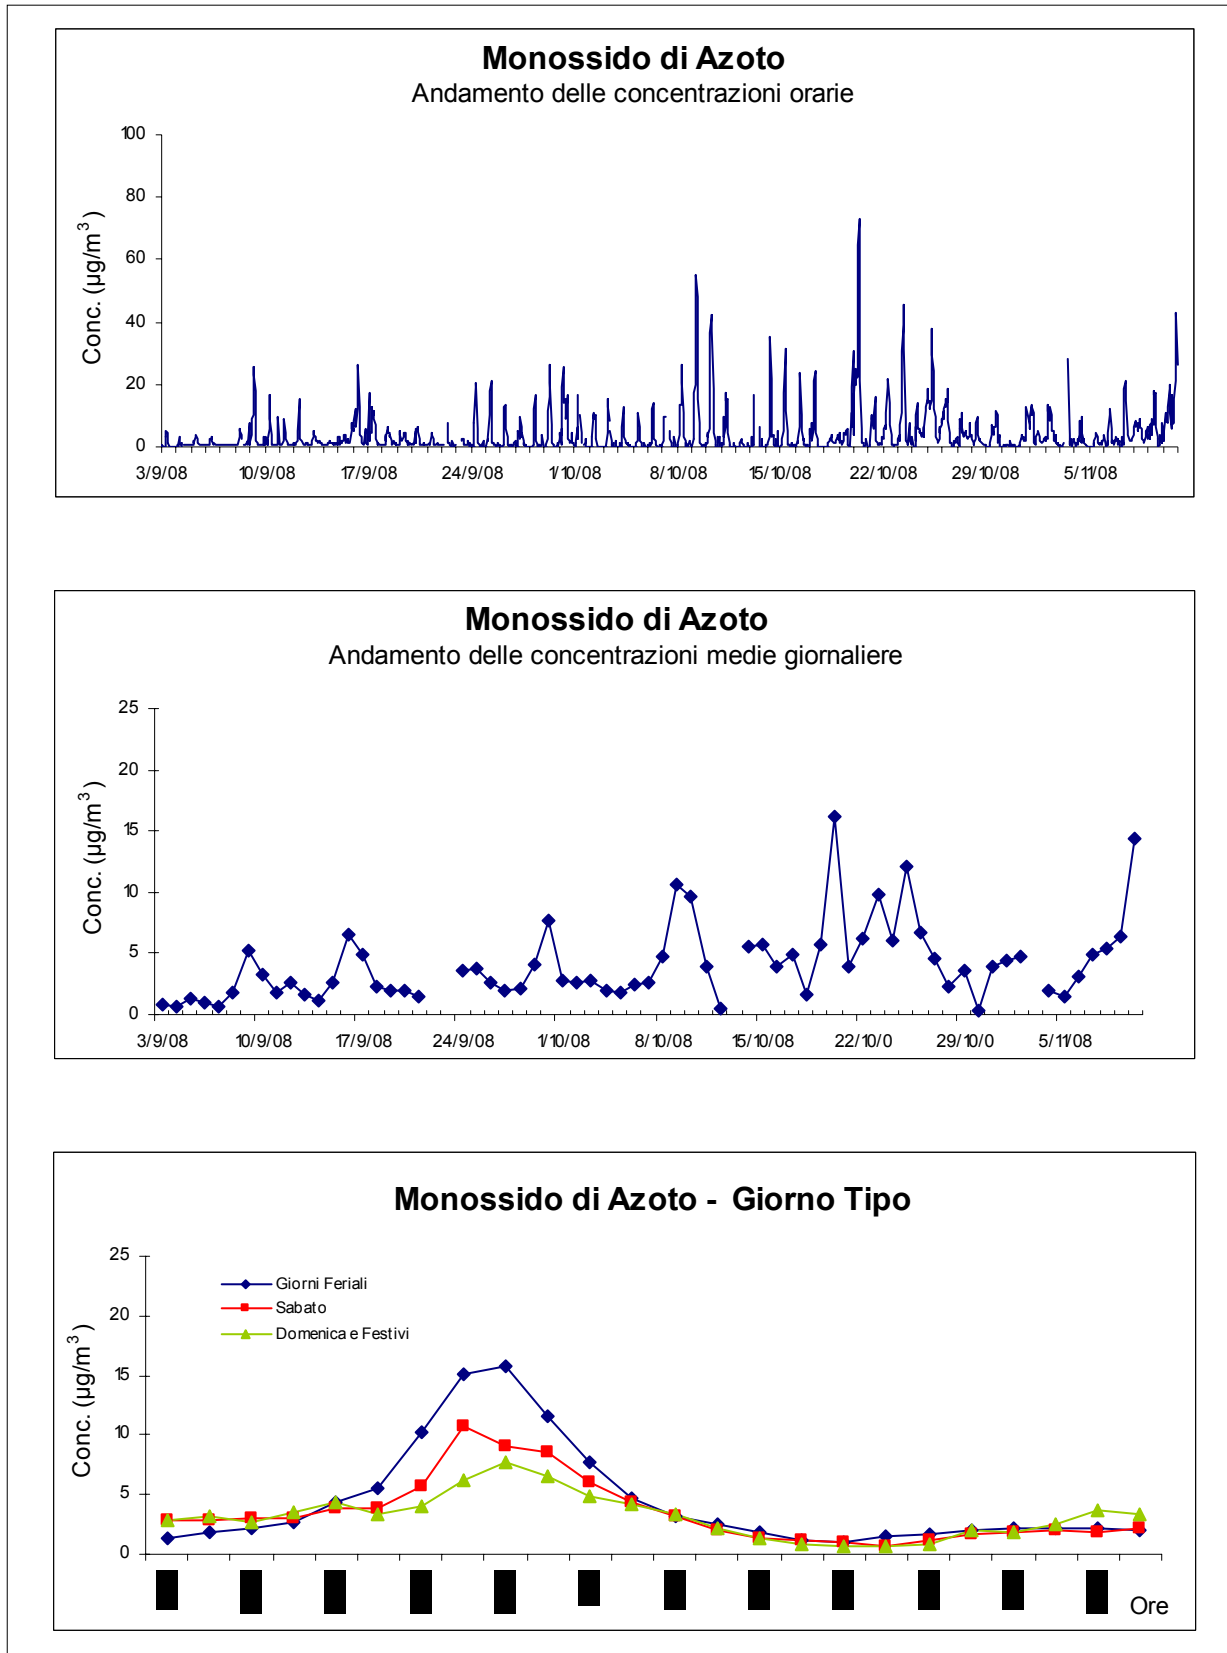 Monossido di Azoto
Andamento delle concentrazioni orarie
Conc. (µg/m³)
100
80
60
40
20
0
3/9/08 10/9/08 17/9/08 24/9/08 1/10/08 8/10/08 15/10/08 22/10/08 29/10/08 5/11/08
Monossido di Azoto
Andamento delle concentrazioni medie giornaliere
Conc. (µg/m³)
25
20
15
10
5
0
3/9/08 10/9/08 17/9/08 24/9/08 1/10/08 8/10/08 15/10/08 22/10/0 29/10/0 5/11/08
Monossido di Azoto - Giorno Tipo
Conc. (µg/m³)
25
20
15
10
5
0
Giorni Feriali
Sabato
Domenica e Festivi
Ore